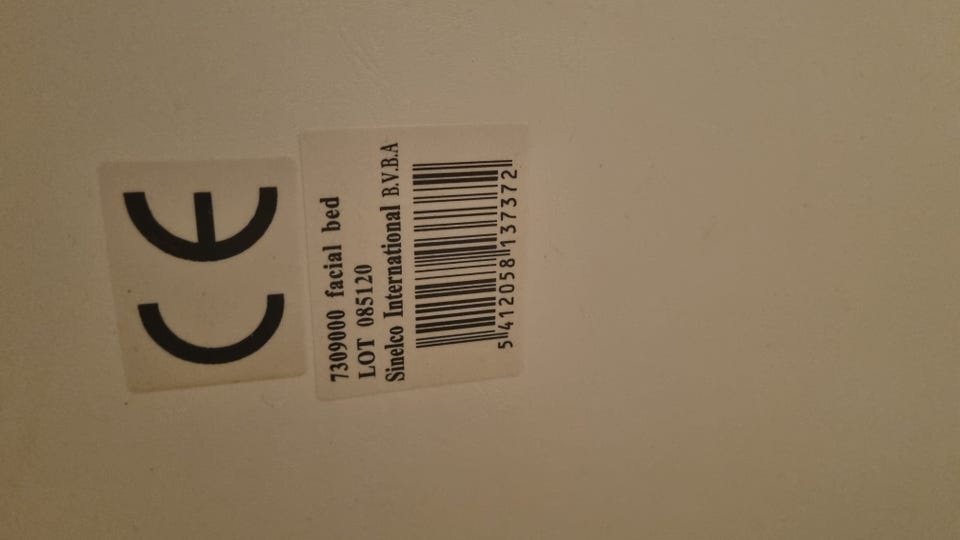 CE
7309000 facial bed
LOT 085120
Sinelco International B.V.B.A
5412058137372